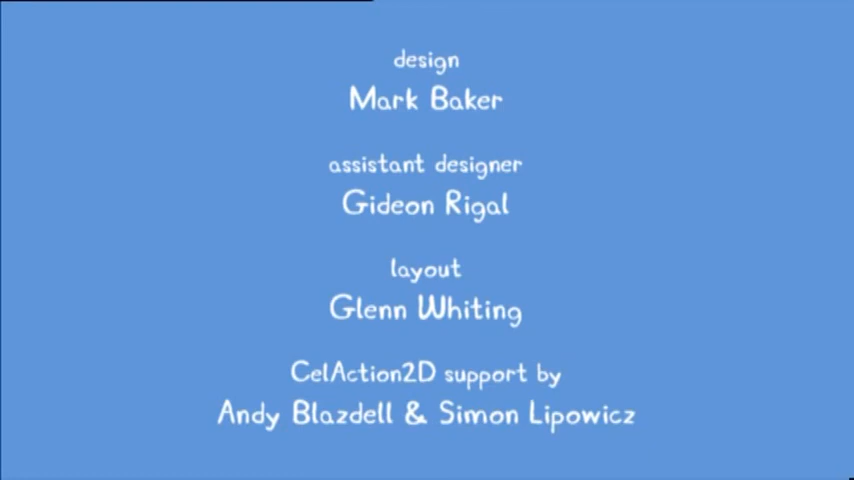 design
Mark Baker
assistant designer
Gideon Rigal
layout
Glenn Whiting
CelAction2D support by
Andy Blazdell & Simon Lipowicz